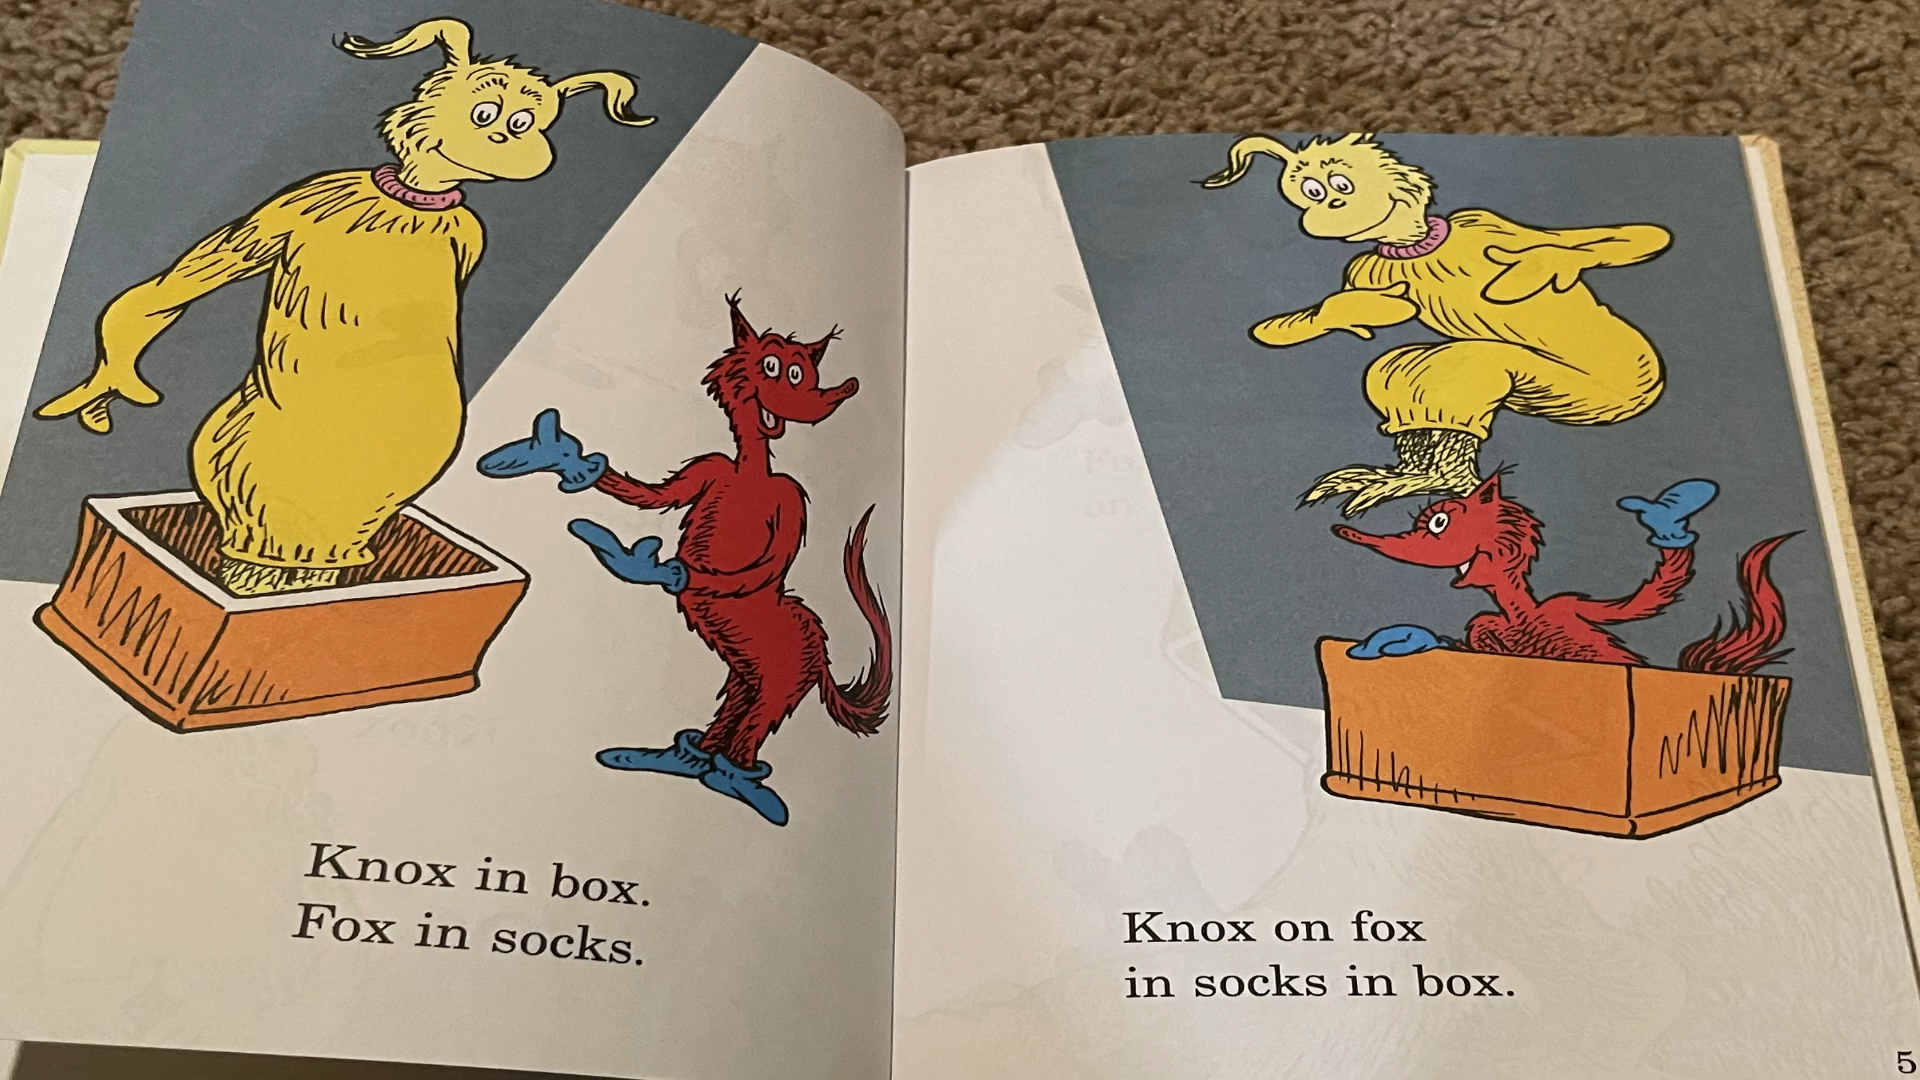 Knox in box.
Fox in socks.
Knox on fox
in socks in box.
5